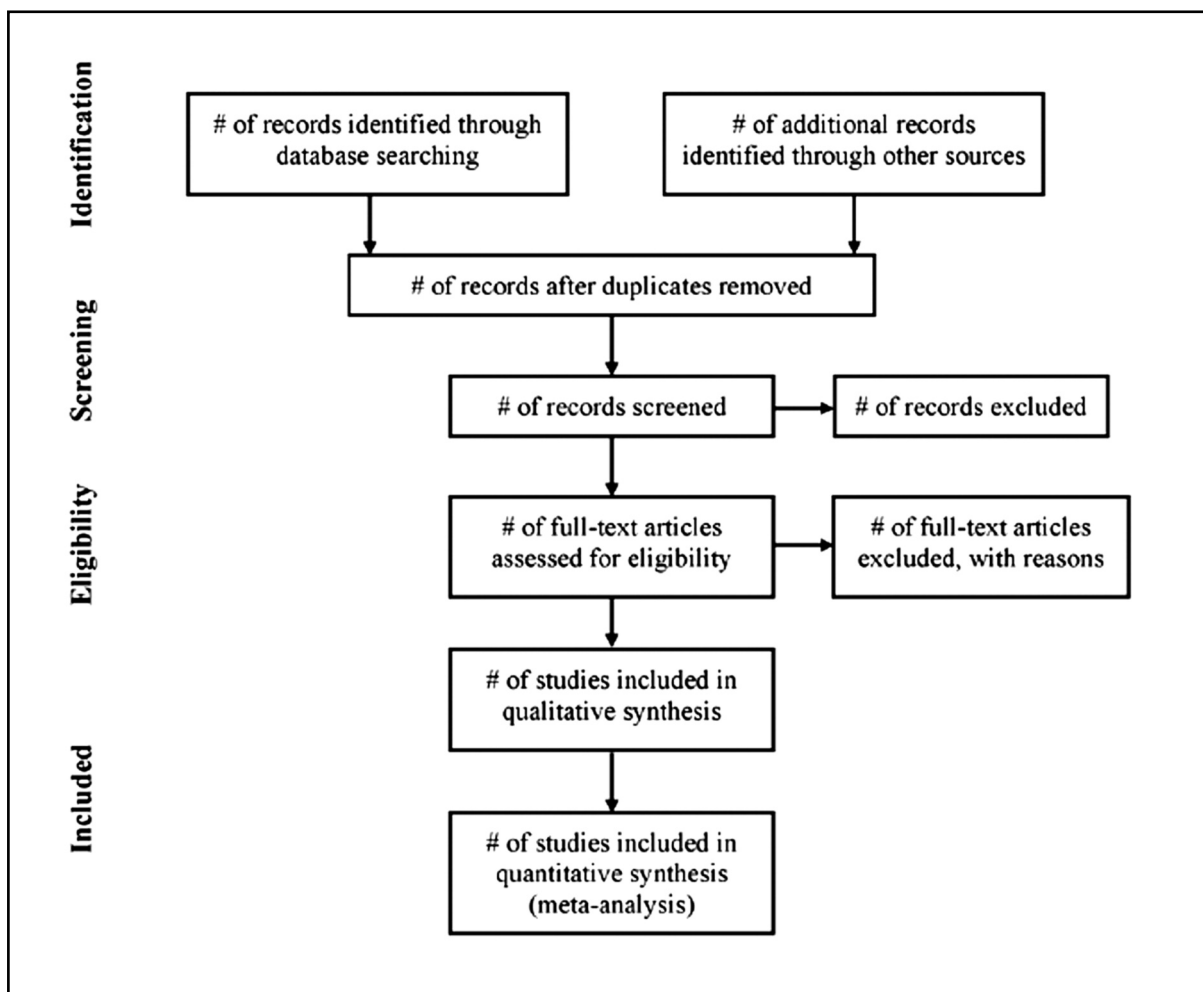 Identification
# of records identified through
database searching
# of additional records
identified through other sources
# of records after duplicates removed
Screening
# of records screened
# of records excluded
Eligibility
# of full-text articles
assessed for eligibility
# of full-text articles
excluded, with reasons
Included
# of studies included in
qualitative synthesis
# of studies included in
quantitative synthesis
(meta-analysis)